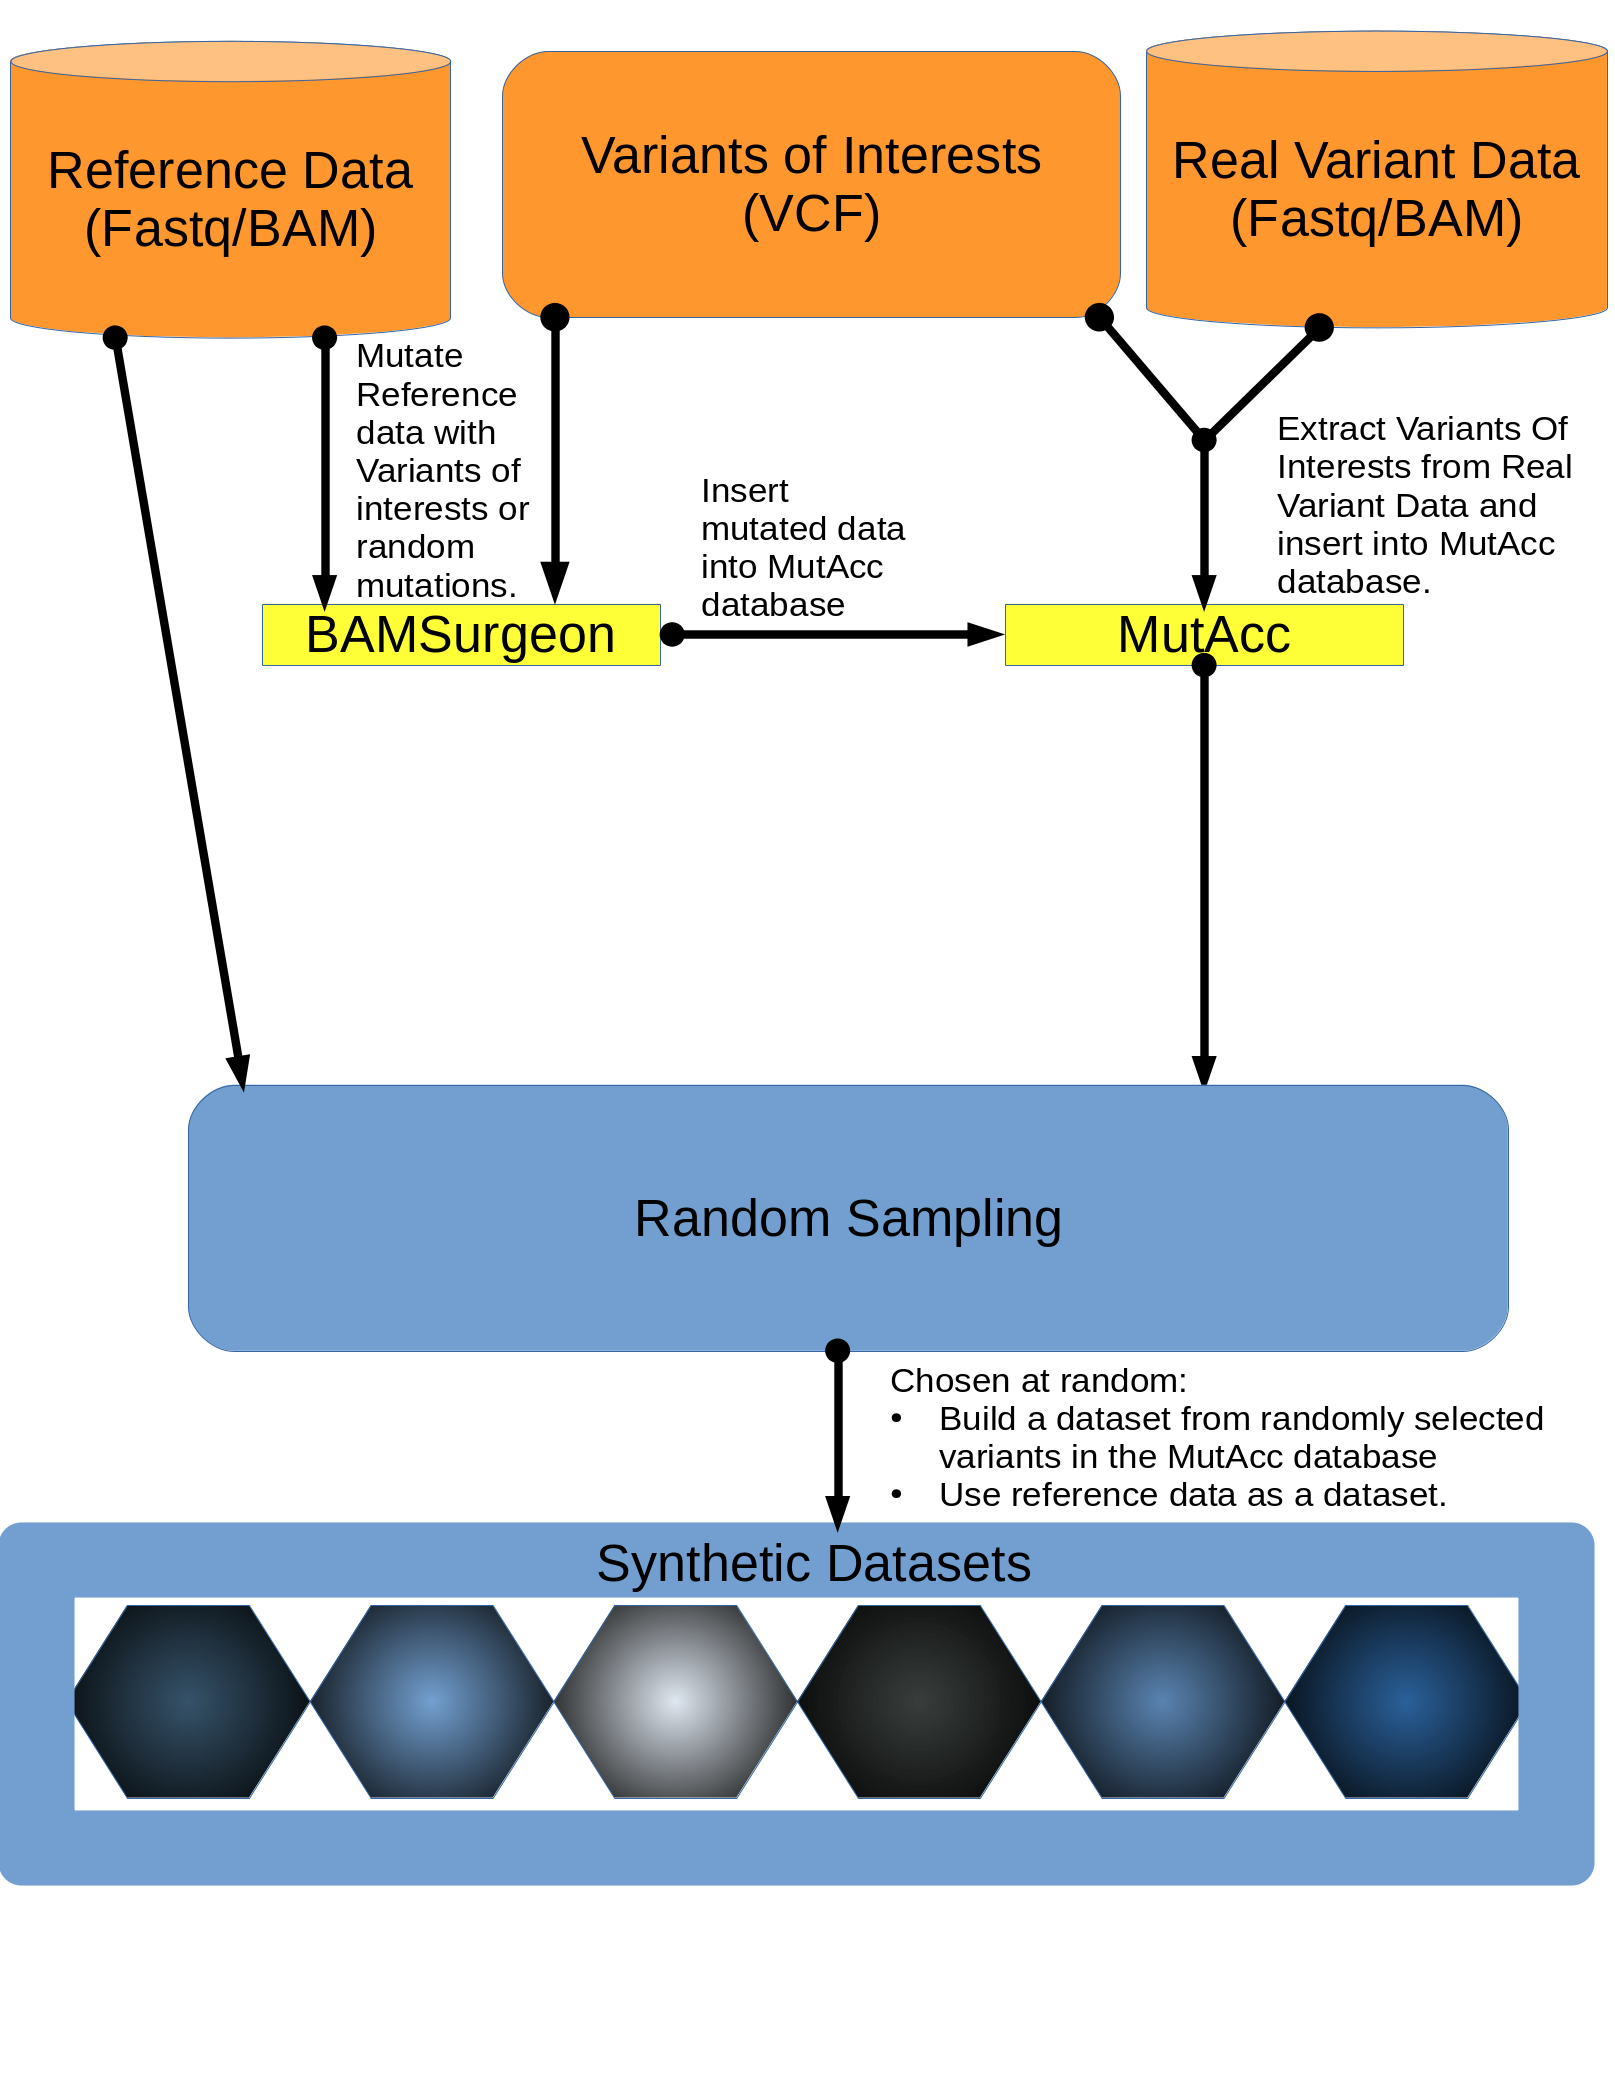 Reference Data
(Fastq/BAM)
Variants of Interests
(VCF)
Real Variant Data
(Fastq/BAM)
Mutate
Reference
data with
Variants of
interests or
random
mutations.
Insert
mutated data
into MutAcc
database
Extract Variants Of
Interests from Real
Variant Data and
insert into MutAcc
database.
BAMSurgeon
MutAcc
Random Sampling
Chosen at random:
• Build a dataset from randomly selected
variants in the MutAcc database
• Use reference data as a dataset.
Synthetic Datasets